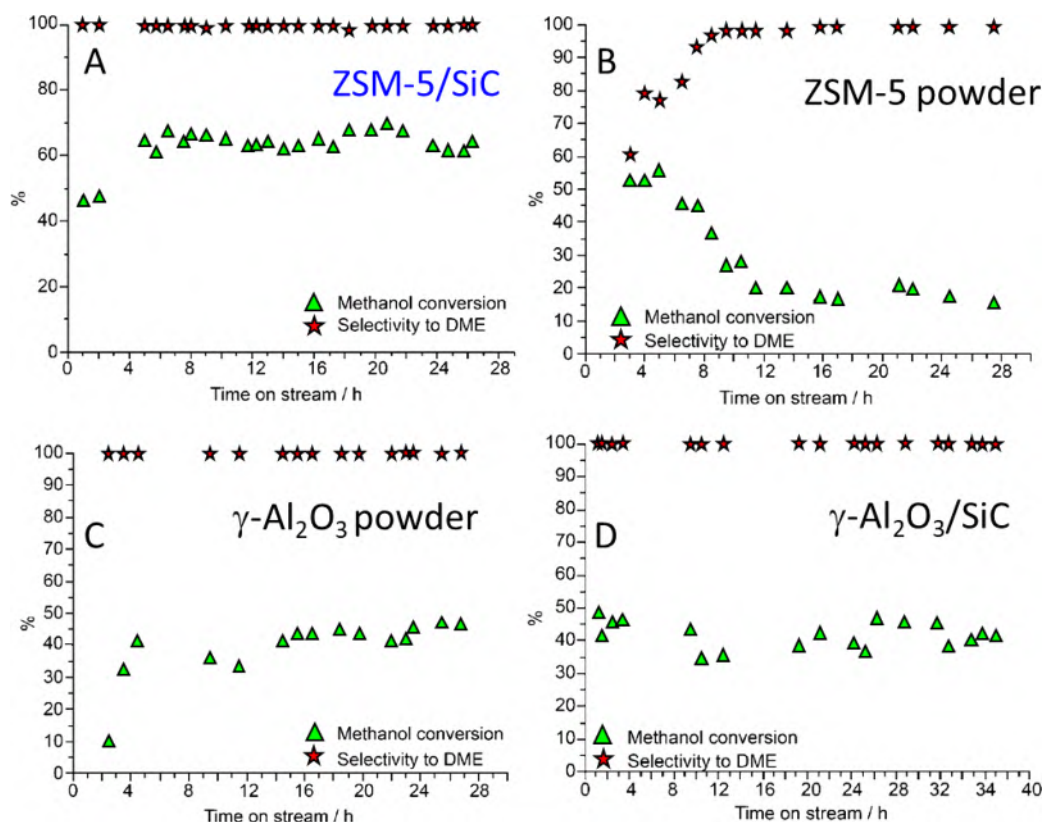 100
80
60
40
20
0
%
A
ZSM-5/SiC
Methanol conversion
Selectivity to DME
0 4 8 12 16 20 24 28
Time on stream / h
100
90
80
70
60
50
40
30
20
10
0
%
B
ZSM-5 powder
Methanol conversion
Selectivity to DME
0 4 8 12 16 20 24 28
Time on stream / h
100
90
80
70
60
50
40
30
20
10
0
%
C
γ-Al₂O₃ powder
Methanol conversion
Selectivity to DME
0 4 8 12 16 20 24 28
Time on stream / h
100
90
80
70
60
50
40
30
20
10
0
%
D
γ-Al₂O₃/SiC
Methanol conversion
Selectivity to DME
0 4 8 12 16 20 24 28 32 34 40
Time on stream / h